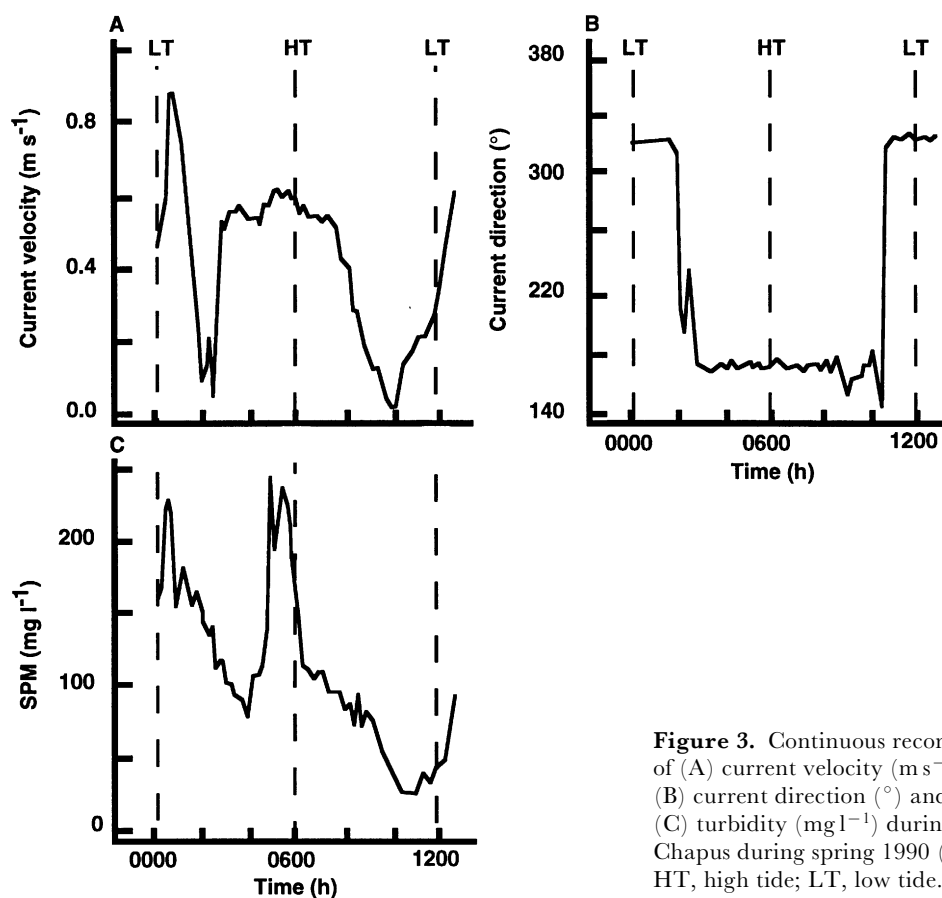 A
LT HT LT
0.8
0.4
0.0
Current velocity (m s⁻¹)
B
LT HT LT
380
300
220
140
Current direction (°)
0000 0600 1200
Time (h)
C
200
100
0
SPM (mg l⁻¹)
0000 0600 1200
Time (h)
Figure 3. Continuous recor
of (A) current velocity (m s⁻
(B) current direction (°) and
(C) turbidity (mg l⁻¹) during
Chapus during spring 1990 (
HT, high tide; LT, low tide.